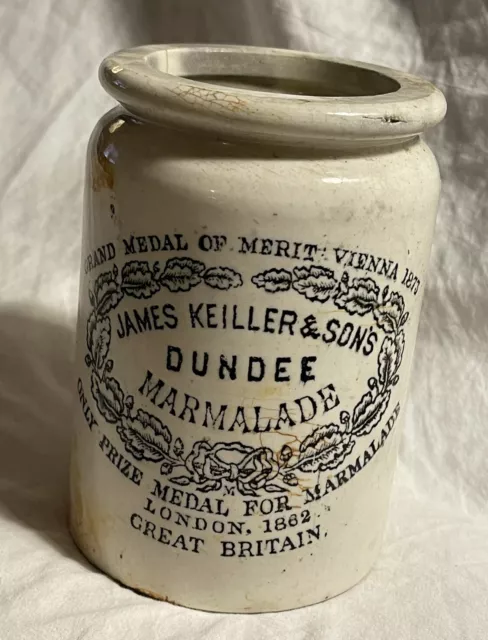 GRAND MEDAL OF MERIT: VIENNA 1873
JAMES KEILLER & SON'S
DUNDEE
MARMALADE
M
ONLY PRIZE MEDAL FOR MARMALADE
LONDON, 1862
GREAT BRITAIN.